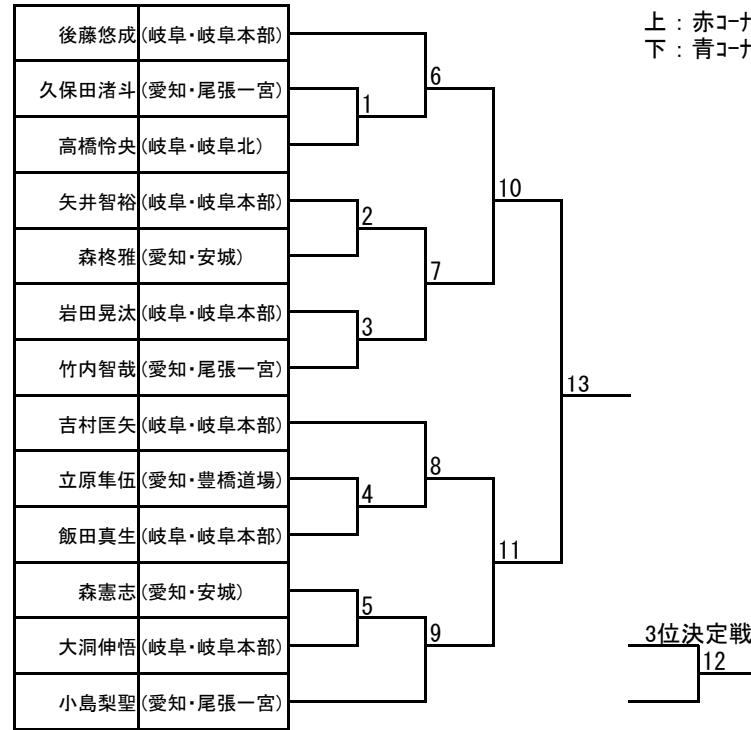 上：赤ｺｰﾅｰ
下：青ｺｰﾅｰ
後藤悠成(岐阜・岐阜本部)
久保田渚斗(愛知・尾張一宮)
高橋怜央(岐阜・岐阜北)
矢井智裕(岐阜・岐阜本部)
森柊雅(愛知・安城)
岩田晃汰(岐阜・岐阜本部)
竹内智哉(愛知・尾張一宮)
吉村匡矢(岐阜・岐阜本部)
立原隼伍(愛知・豊橋道場)
飯田真生(岐阜・岐阜本部)
森憲志(愛知・安城)
大洞伸悟(岐阜・岐阜本部)
小島梨聖(愛知・尾張一宮)
1
2
3
4
5
6
7
8
9
10
11
13
3位決定戦
12